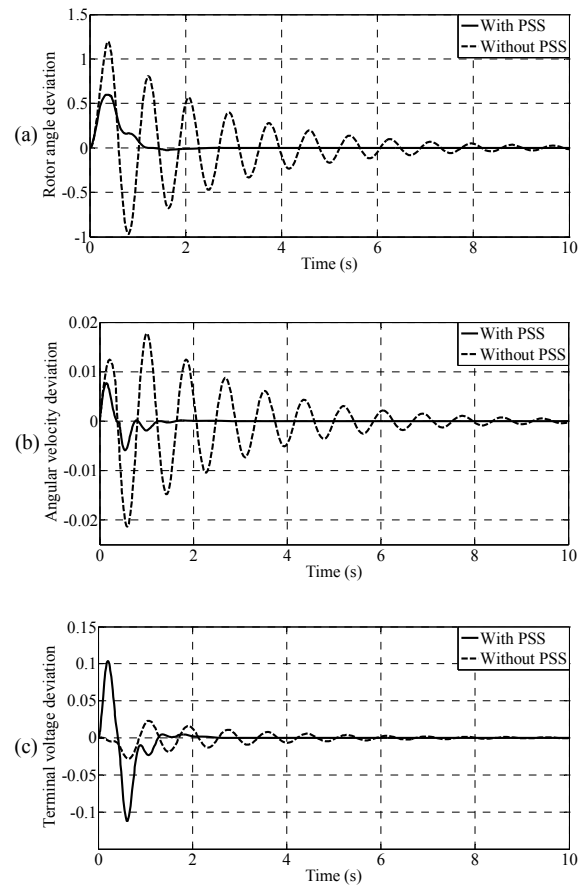 1.5
1
0.5
0
-0.5
-1
0 2 4 6 8 10
Time (s)
Rotor angle deviation
(a)
With PSS
Without PSS
0.02
0.01
0
-0.01
-0.02
0 2 4 6 8 10
Time (s)
Angular velocity deviation
(b)
With PSS
Without PSS
0.15
0.1
0.05
0
-0.05
-0.1
0 2 4 6 8 10
Time (s)
Terminal voltage deviation
(c)
With PSS
Without PSS